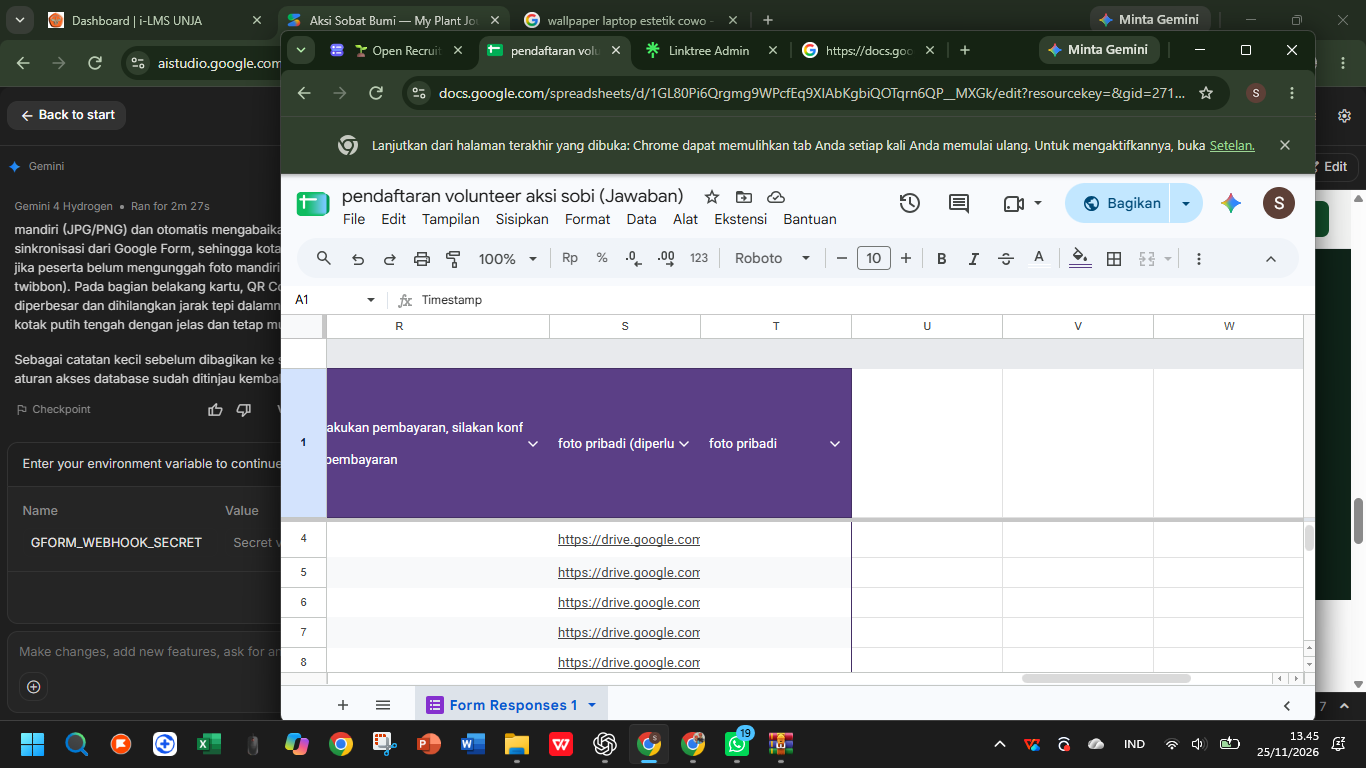 Dashboard | i-LMS UNJA
Aksi Sobat Bumi — My Plant Jou
wallpaper laptop estetik cowo -
Minta Gemini
aistudio.google.com
Back to start
Edit
Gemini
Gemini 4 Hydrogen • Ran for 2m 27s
mandiri (JPG/PNG) dan otomatis mengabaika
sinkronisasi dari Google Form, sehingga kota
jika peserta belum mengunggah foto mandiri
twibbon). Pada bagian belakang kartu, QR Co
diperbesar dan dihilangkan jarak tepi dalamn
kotak putih tengah dengan jelas dan tetap mu
Sebagai catatan kecil sebelum dibagikan ke s
aturan akses database sudah ditinjau kembal
Checkpoint
Enter your environment variable to continue
Name Value
GFORM_WEBHOOK_SECRET Secret v
Make changes, add new features, ask for an
Open Recruit
pendaftaran volu
Linktree Admin
https://docs.goo
Minta Gemini
docs.google.com/spreadsheets/d/1GL80Pi6Qrgmg9WPcfEq9XIAbKgbiQOTqrn6QP__MXGk/edit?resourcekey=&gid=271...
S
Lanjutkan dari halaman terakhir yang dibuka: Chrome dapat memulihkan tab Anda setiap kali Anda memulai ulang. Untuk mengaktifkannya, buka Setelan.
pendaftaran volunteer aksi sobi (Jawaban)
File Edit Tampilan Sisipkan Format Data Alat Ekstensi Bantuan
Bagikan
S
100% Rp % .0 .00 123 Roboto 10 B I S A
A1 fx Timestamp
R S T U V W
1
akukan pembayaran, silakan konf
pembayaran
foto pribadi (diperlu
foto pribadi
4 https://drive.google.com
5 https://drive.google.com
6 https://drive.google.com
7 https://drive.google.com
8 https://drive.google.com
Form Responses 1
7
19
IND
13.45
25/11/2026